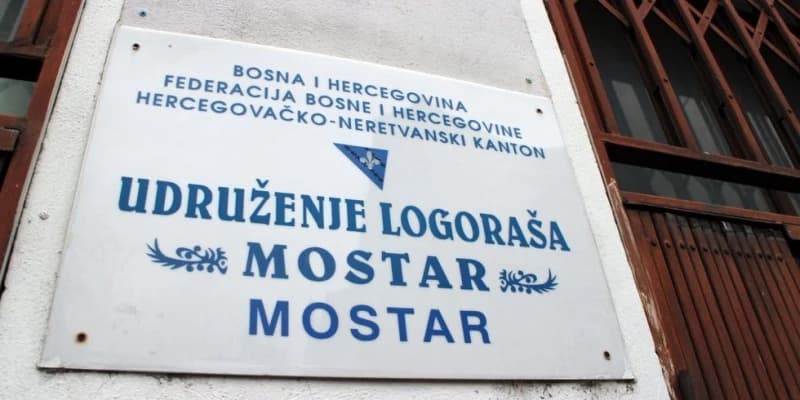 BOSNA I HERCEGOVINA
FEDERACIJA BOSNE I HERCEGOVINE
HERCEGOVAČKO-NERETVANSKI KANTON
UDRUŽENJE LOGORAŠA
MOSTAR
MOSTAR